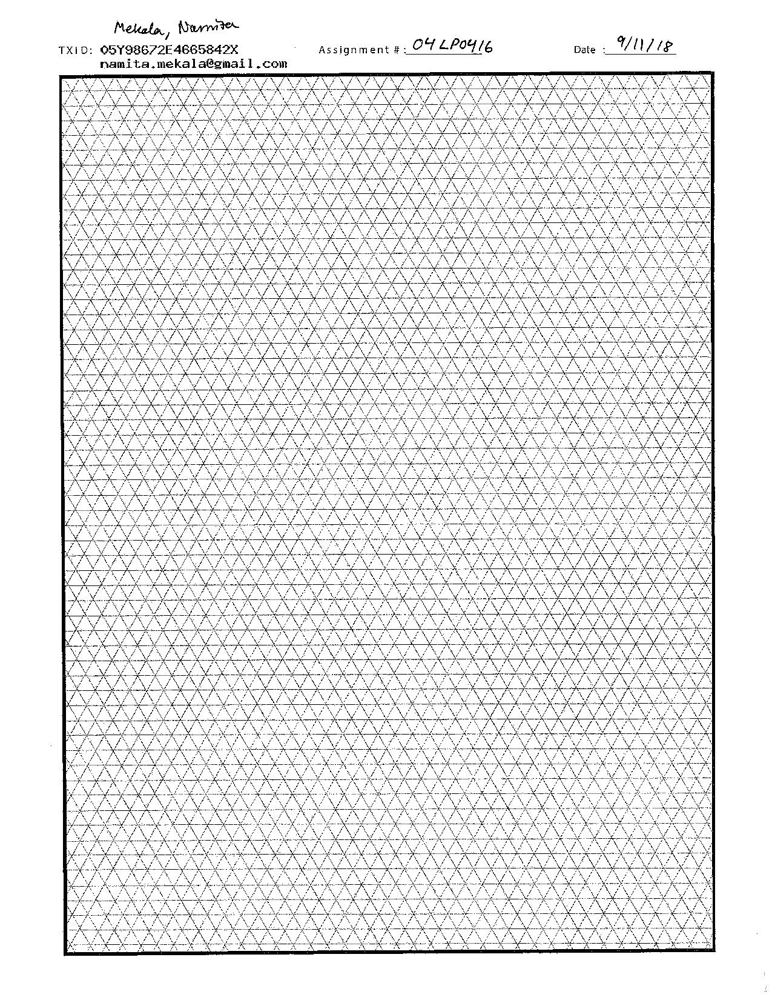 Mekala, Namita
TXID: 05Y98672E4665842X Assignment #: 04LP0416 Date : 9/11/18
namita.mekala@gmail.com